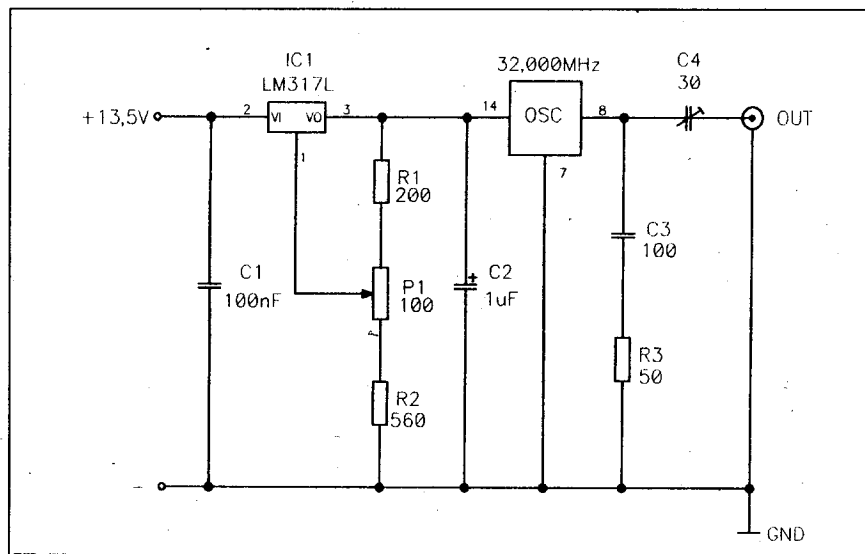 IC1
LM317L
32,000MHz
C4
30
+13,5V
2
VI
VO
3
14
OSC
8
OUT
1
7
R1
200
C3
100
C1
100nF
P1
100
C2
+
1uF
P
R3
50
R2
560
-
GND